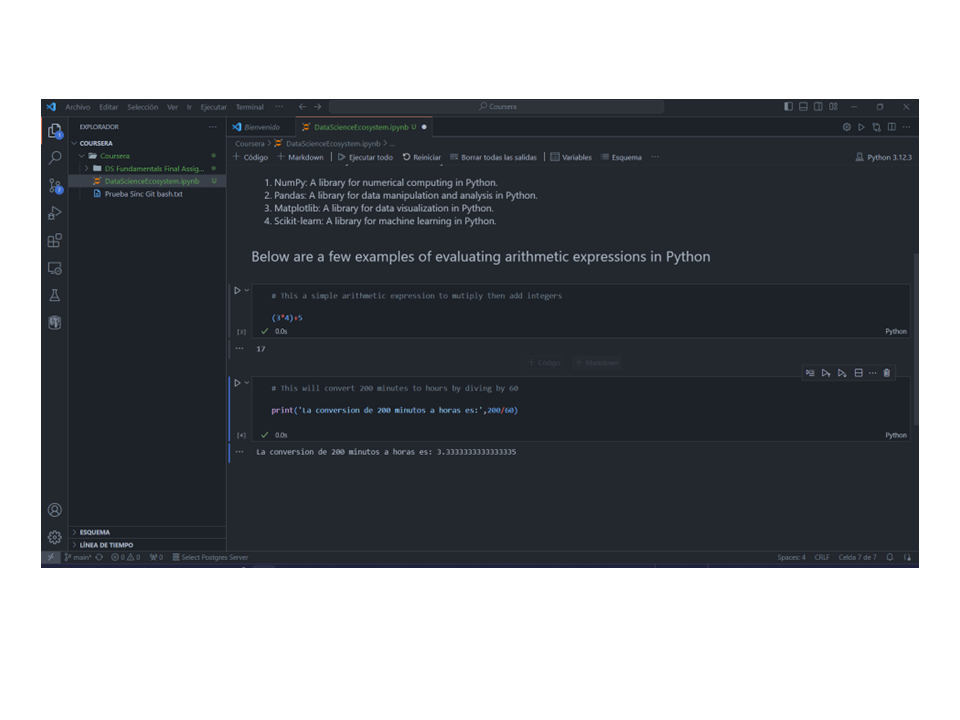 Archivo Editar Selección Ver Ir Ejecutar Terminal ··· Coursera
EXPLORADOR ···
COURSERA
Coursera
DS Fundamentals Final Assig...
DataScienceEcosystem.ipynb U
Prueba Sinc Git bash.txt
ESQUEMA
LÍNEA DE TIEMPO
Bienvenido DataScienceEcosystem.ipynb U
Coursera > DataScienceEcosystem.ipynb > ...
+ Código + Markdown Ejecutar todo Reiniciar Borrar todas las salidas Variables Esquema ··· Python 3.12.3
1. NumPy: A library for numerical computing in Python.
2. Pandas: A library for data manipulation and analysis in Python.
3. Matplotlib: A library for data visualization in Python.
4. Scikit-learn: A library for machine learning in Python.
Below are a few examples of evaluating arithmetic expressions in Python
# This a simple arithmetic expression to mutiply then add integers
(3*4)+5
[3] 0.0s Python
17
+ Código + Markdown
# This will convert 200 minutes to hours by diving by 60
print('La conversion de 200 minutos a horas es:',200/60)
[4] 0.0s Python
La conversion de 200 minutos a horas es: 3.3333333333333335
main* 0 0 0 Select Postgres Server Spaces: 4 CRLF Celda 7 de 7